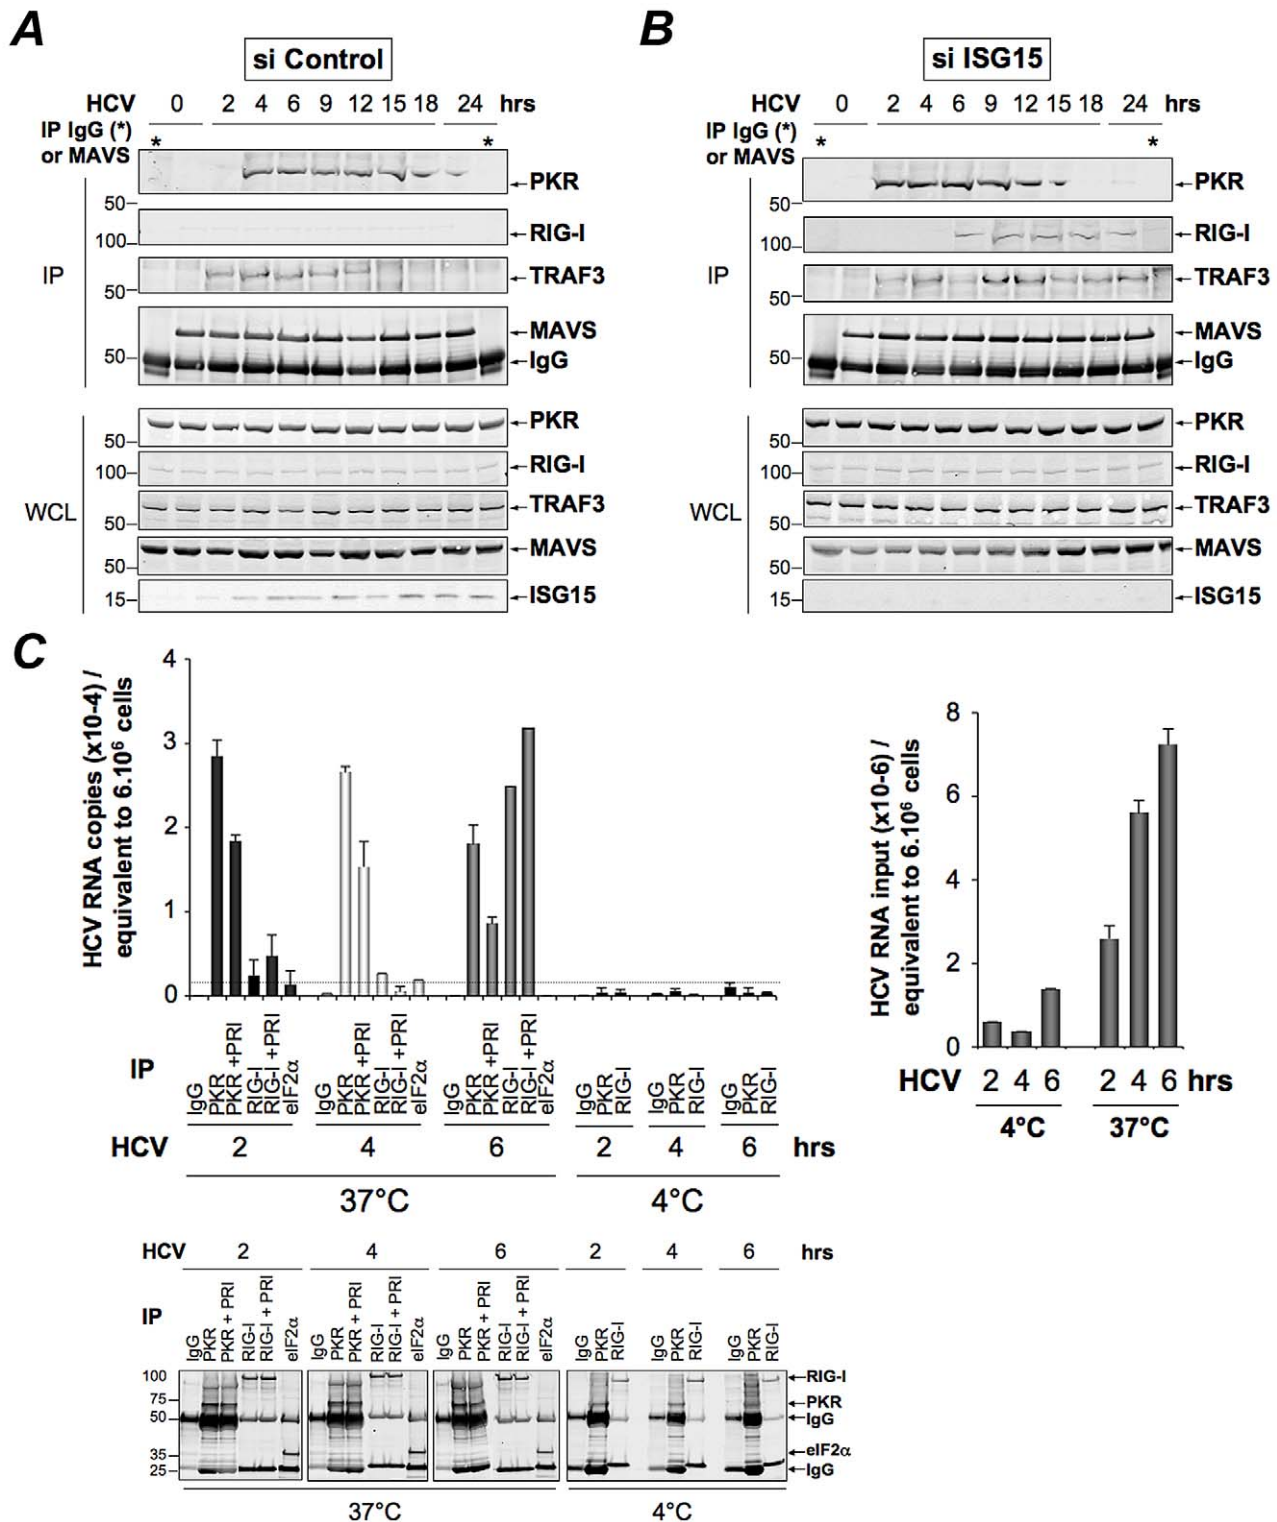 A
si Control
HCV 0 2 4 6 9 12 15 18 24 hrs
IP IgG (*)
or MAVS
* *
IP
PKR
50
RIG-I
100
TRAF3
50
MAVS
50
IgG
WCL
PKR
50
RIG-I
100
TRAF3
50
MAVS
50
ISG15
15
B
si ISG15
HCV 0 2 4 6 9 12 15 18 24 hrs
IP IgG (*)
or MAVS
* *
IP
PKR
50
RIG-I
100
TRAF3
50
MAVS
50
IgG
WCL
PKR
50
RIG-I
100
TRAF3
50
MAVS
50
ISG15
15
C
HCV RNA copies (x10-4) /
equivalent to 6.10⁶ cells
4
3
2
1
0
IP
IgG PKR PKR +PRI RIG-I RIG-I +PRI eIF2α IgG PKR PKR +PRI RIG-I RIG-I +PRI eIF2α IgG PKR PKR +PRI RIG-I RIG-I +PRI eIF2α IgG PKR RIG-I IgG PKR RIG-I IgG PKR RIG-I
HCV 2 4 6 2 4 6 hrs
37°C 4°C
HCV RNA input (x10-6) /
equivalent to 6.10⁶ cells
8
6
4
2
0
HCV 2 4 6 2 4 6 hrs
4°C 37°C
HCV 2 4 6 2 4 6 hrs
IP
IgG PKR PKR + PRI RIG-I RIG-I + PRI eIF2α IgG PKR PKR + PRI RIG-I RIG-I + PRI eIF2α IgG PKR PKR + PRI RIG-I RIG-I + PRI eIF2α IgG PKR RIG-I IgG PKR RIG-I IgG PKR RIG-I
100
75
50
35
25
RIG-I
PKR
IgG
eIF2α
IgG
37°C 4°C